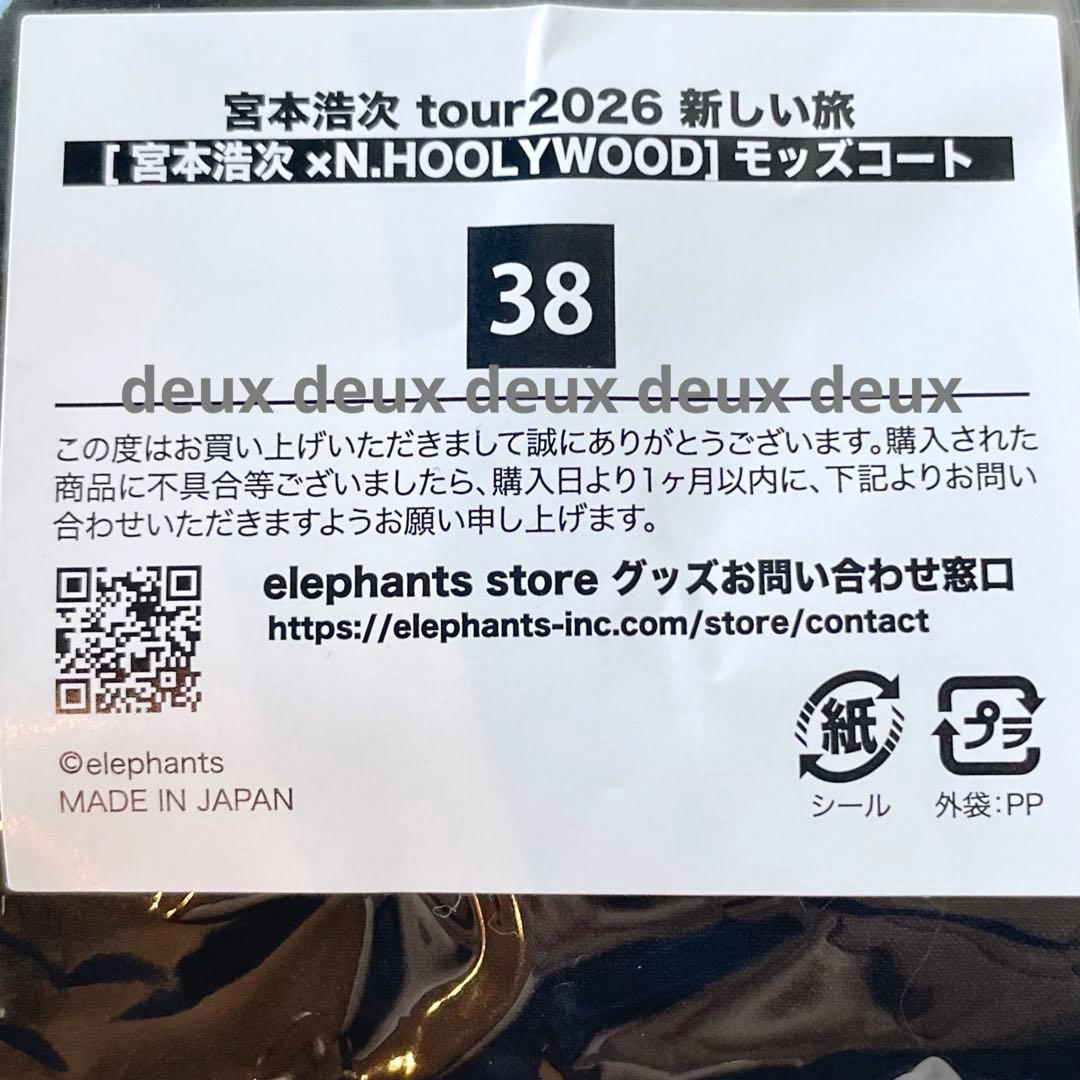 宮本浩次 tour2026 新しい旅
[ 宮本浩次 ×N.HOOLYWOOD] モッズコート
38
deux deux deux deux deux
この度はお買い上げいただきまして誠にありがとうございます。購入された
商品に不具合等ございましたら、購入日より1ヶ月以内に、下記よりお問い
合わせいただきますようお願い申し上げます。
elephants store グッズお問い合わせ窓口
https://elephants-inc.com/store/contact
紙
プラ
シール
外袋：PP
©elephants
MADE IN JAPAN